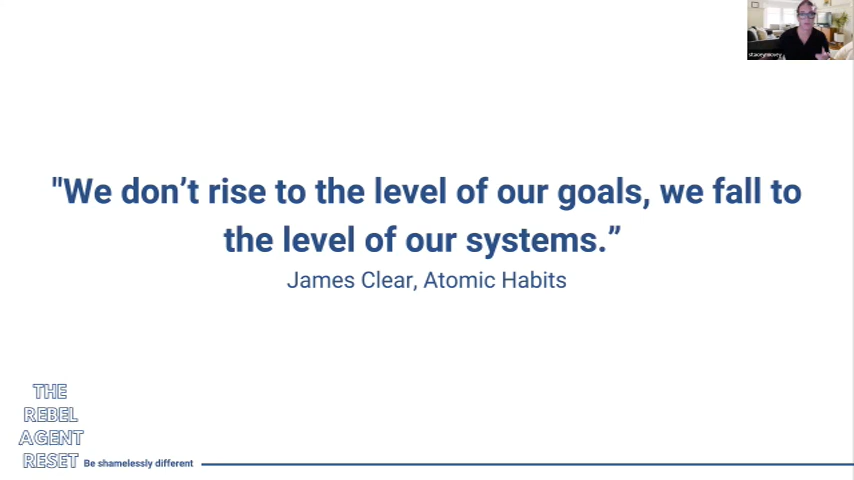 "We don’t rise to the level of our goals, we fall to
the level of our systems.”
James Clear, Atomic Habits
THE
REBEL
AGENT
RESET
Be shamelessly different